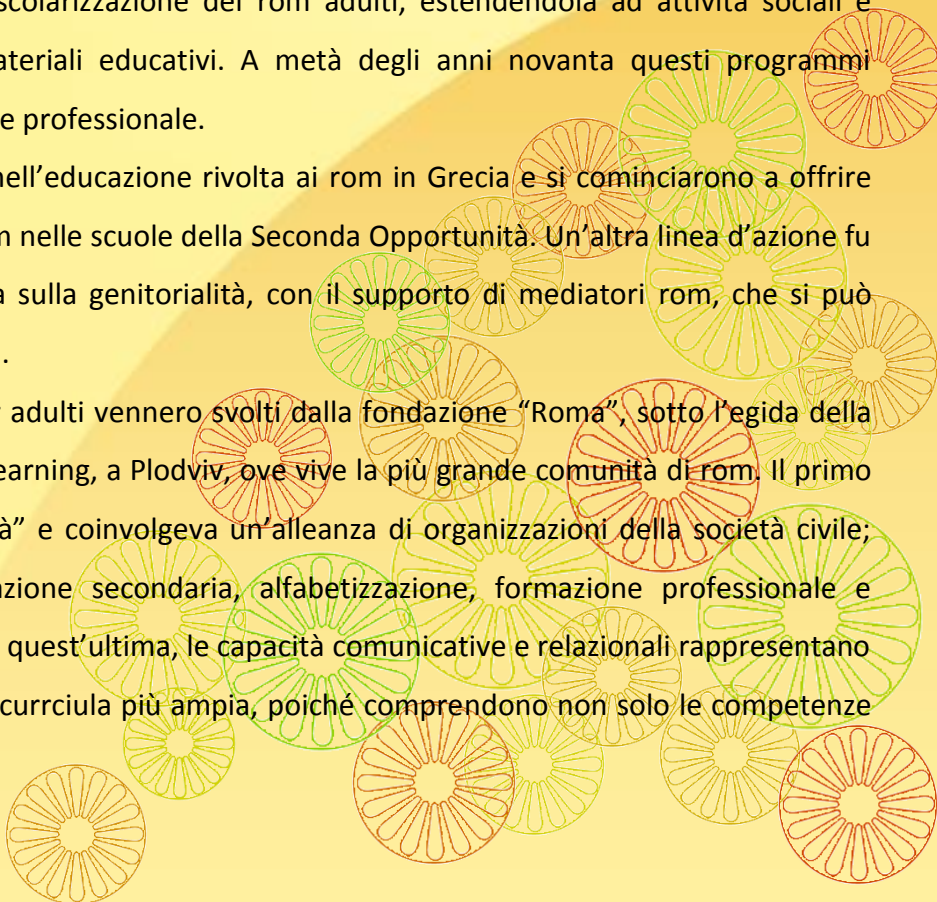 scolarizzazione dei rom adulti, estendendola ad attività sociali e
ateriali educativi. A metà degli anni novanta questi programmi
e professionale.
nell’educazione rivolta ai rom in Grecia e si cominciarono a offrire
n nelle scuole della Seconda Opportunità. Un’altra linea d’azione fu
a sulla genitorialità, con il supporto di mediatori rom, che si può
.
r adulti vennero svolti dalla fondazione “Roma”, sotto l’egida della
earning, a Plodviv, ove vive la più grande comunità di rom. Il primo
à” e coinvolgeva un’alleanza di organizzazioni della società civile;
azione secondaria, alfabetizzazione, formazione professionale e
quest’ultima, le capacità comunicative e relazionali rappresentano
currciula più ampia, poiché comprendono non solo le competenze